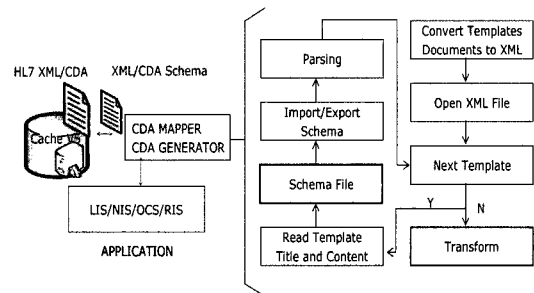 HL7 XML/CDA
XML/CDA Schema
Cache
CDA MAPPER
CDA GENERATOR
LIS/NIS/OCS/RIS
APPLICATION
Parsing
Import/Export
Schema
Schema File
Read Template
Title and Content
Convert Templates
Documents to XML
Open XML File
Next Template
Y
N
Transform